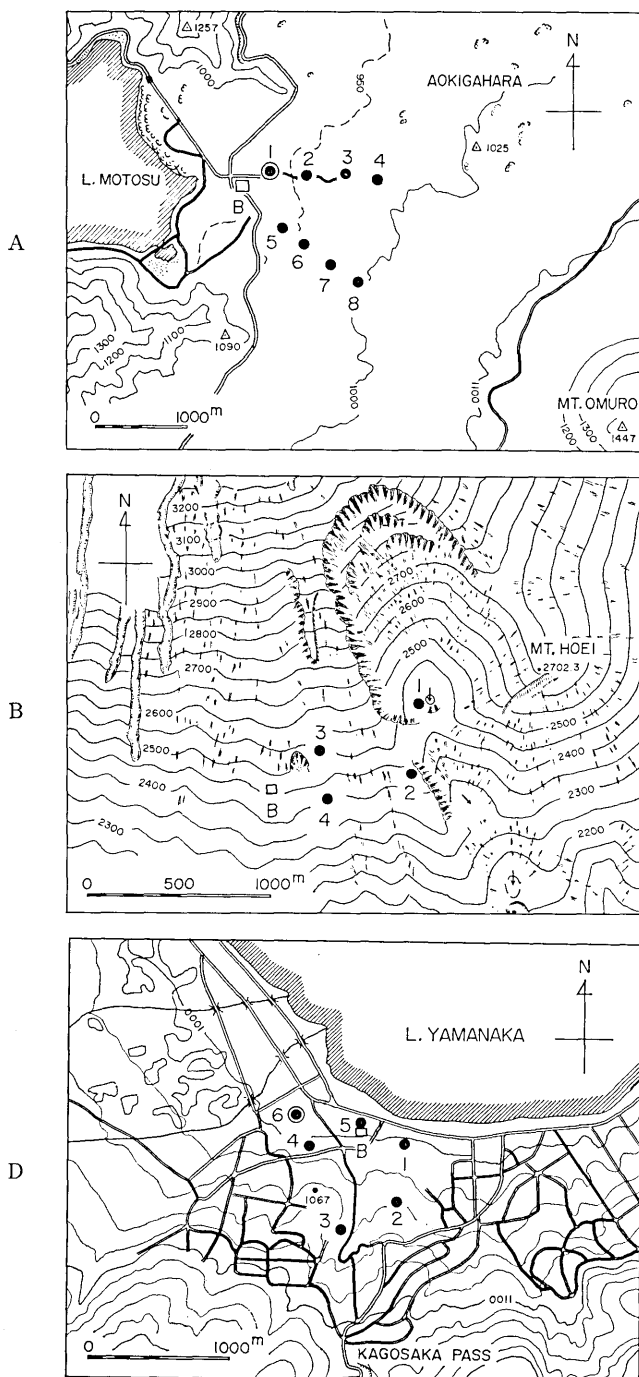 A
△ 1257
1000
950
AOKIGAHARA
N
△ 1025
L. MOTOSU
1
2
3
4
B
5
6
7
8
1300
1200
1100
△ 1090
1000
1100
MT. OMURO
1200
1300
△ 1447
0 1000 m
B
N
3200
3100
3000
2900
2800
2700
2600
2500
2400
2300
2700
2600
2500
MT. HOEI
2702.3
1
2500
2400
2300
2200
3
2
B
4
0 500 1000 m
D
N
1000
L. YAMANAKA
6
5
4
B
1
1067
2
3
1100
0 1000 m
KAGOSAKA PASS